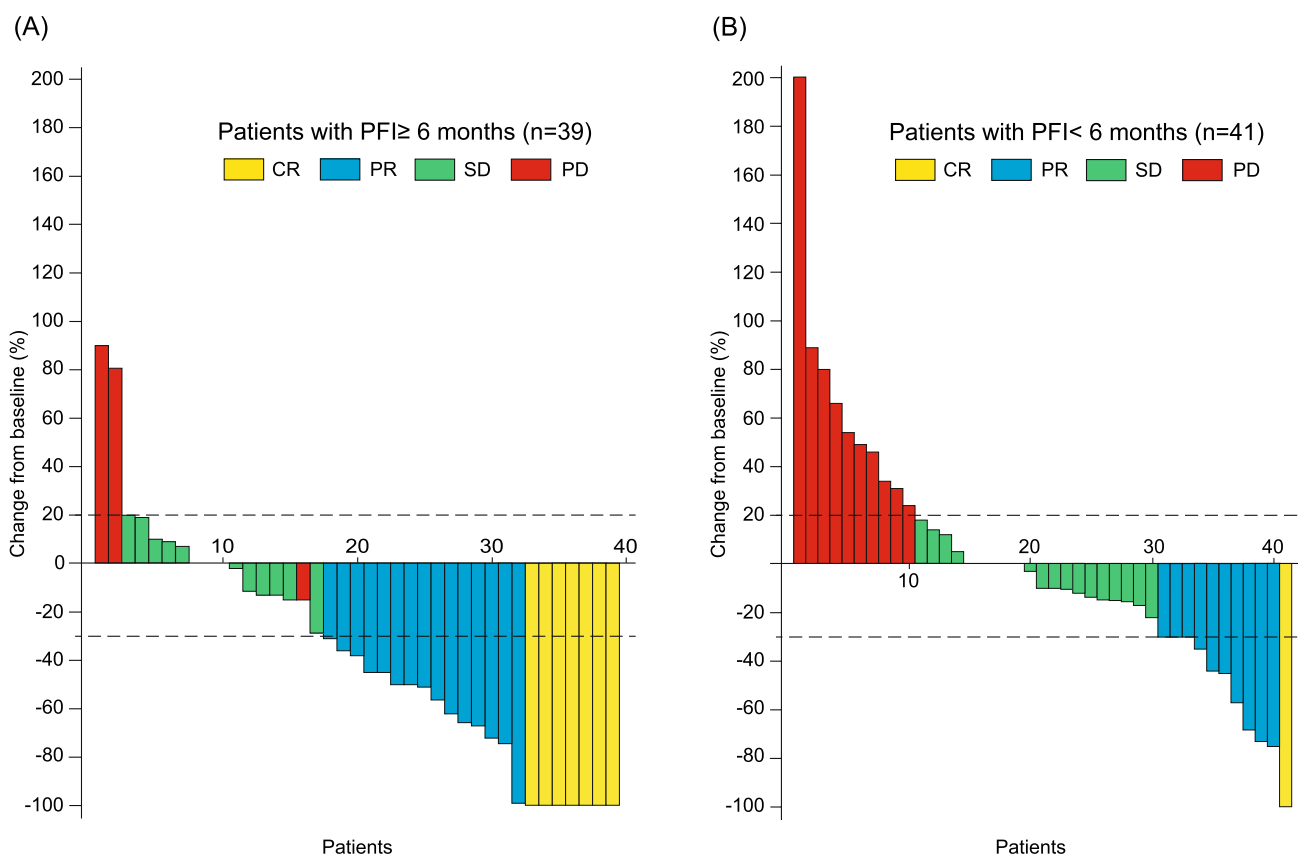 (A)
Patients with PFI≥ 6 months (n=39)
CR PR SD PD
Change from baseline (%)
200
180
160
140
120
100
80
60
40
20
0
-20
-40
-60
-80
-100
10 20 30 40
Patients
(B)
Patients with PFI< 6 months (n=41)
CR PR SD PD
Change from baseline (%)
200
180
160
140
120
100
80
60
40
20
0
-20
-40
-60
-80
-100
10 20 30 40
Patients